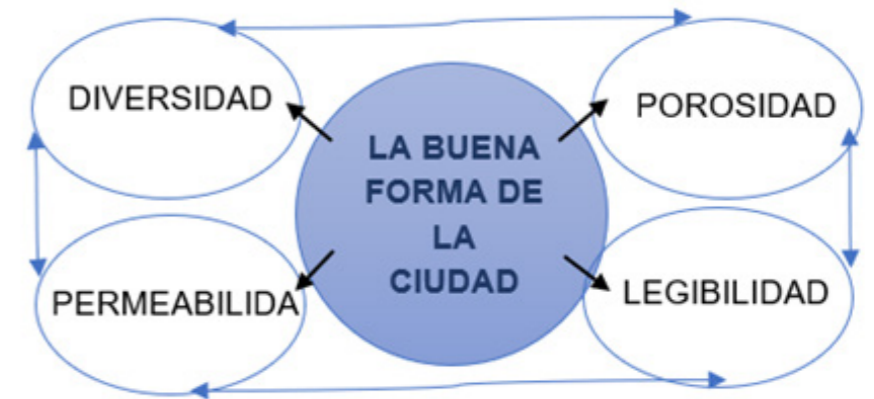 DIVERSIDAD
POROSIDAD
LA BUENA
FORMA DE
LA
CIUDAD
PERMEABILIDA
LEGIBILIDAD